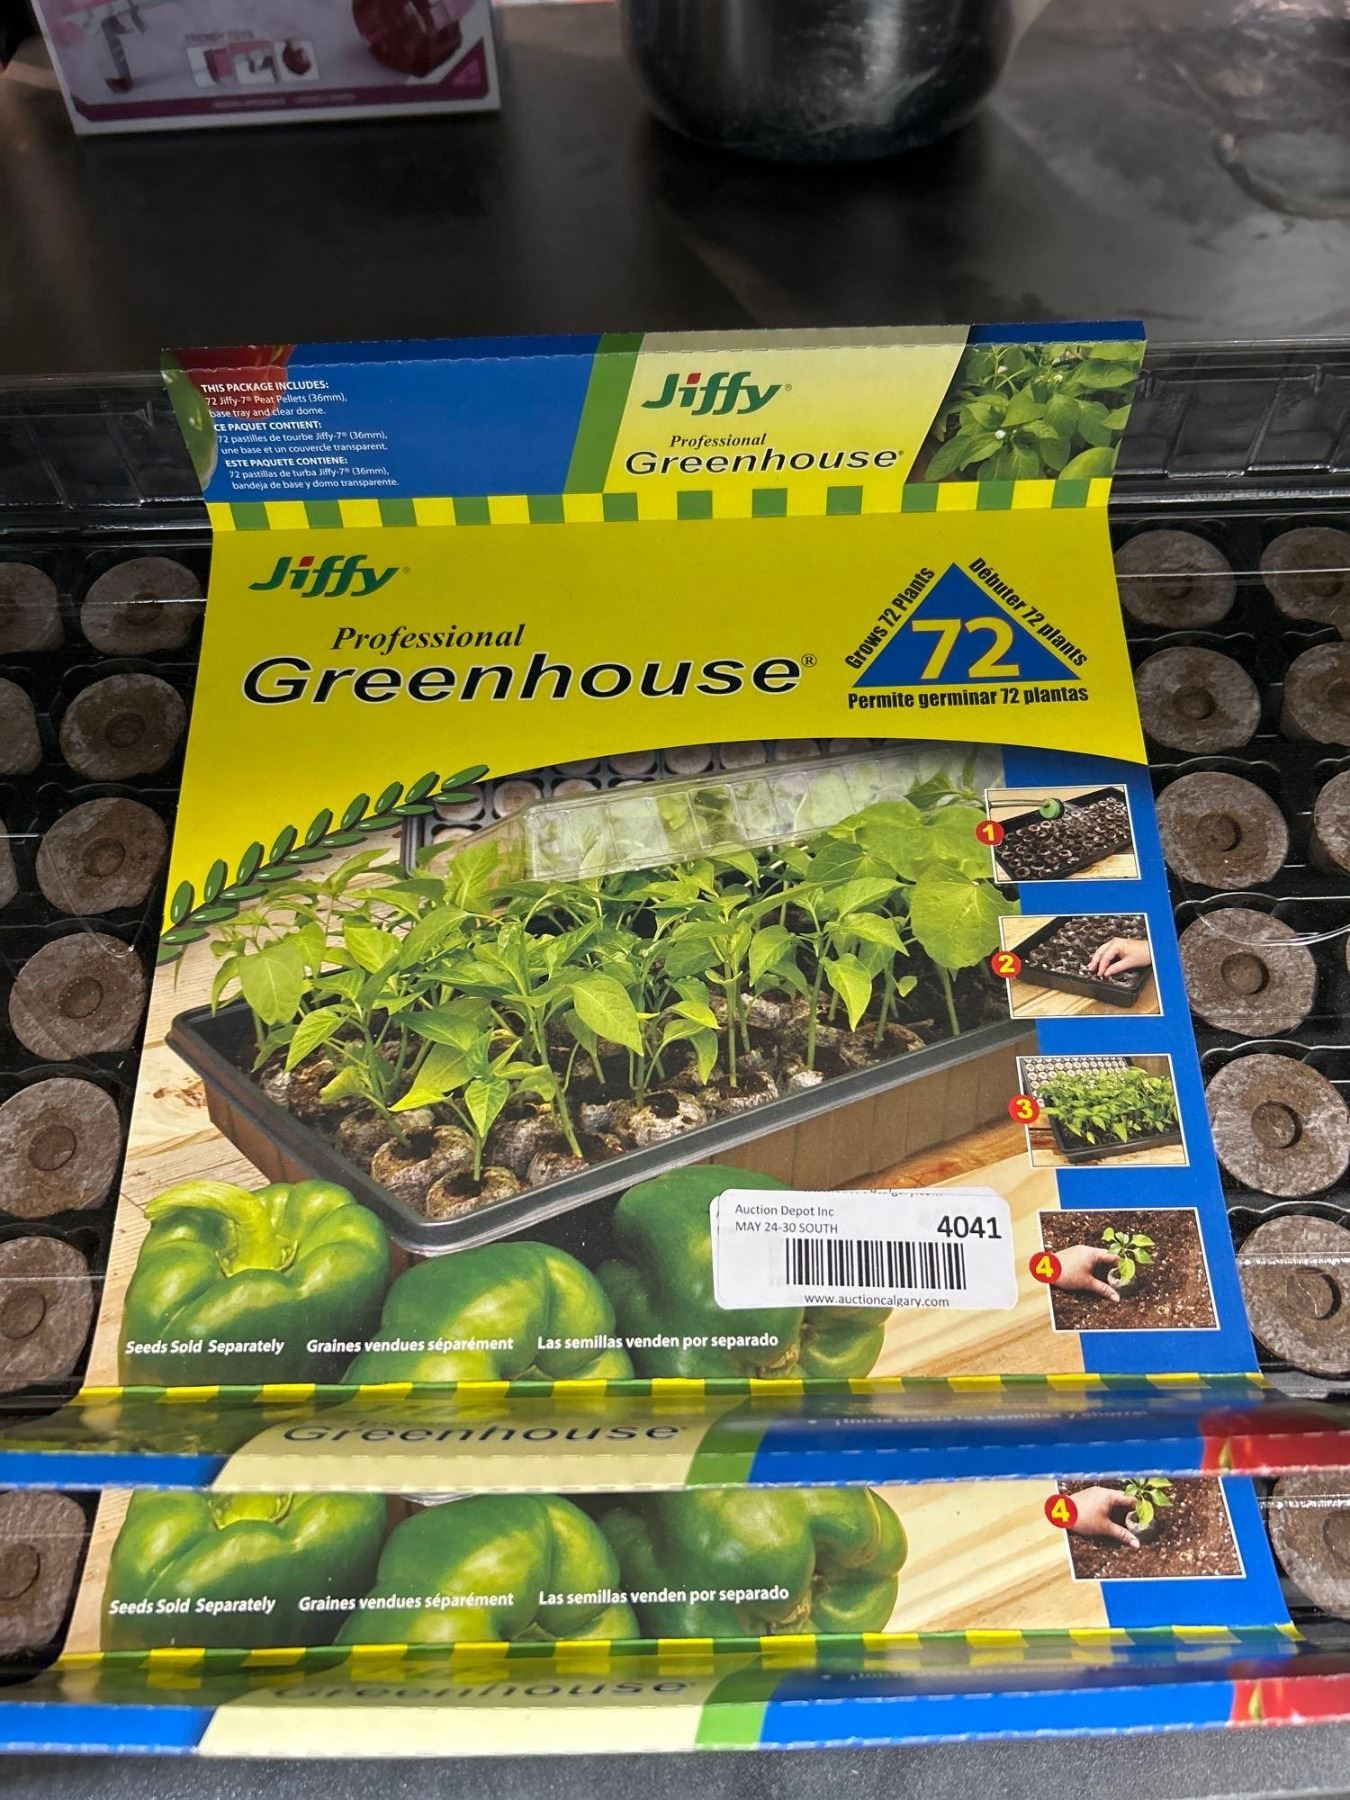 THIS PACKAGE INCLUDES:
72 Jiffy-7® Peat Pellets (36mm),
base tray and clear dome.
CE PAQUET CONTIENT:
72 pastilles de tourbe Jiffy-7® (36mm),
une base et un couvercle transparent.
ESTE PAQUETE CONTIENE:
72 pastillas de turba Jiffy-7® (36mm),
bandeja de base y domo transparente.
Jiffy®
Professional
Greenhouse®
Jiffy®
Professional
Greenhouse®
Grows 72 Plants
Débuter 72 plants
72
Permite germinar 72 plantas
1
2
3
4
Auction Depot Inc
MAY 24-30 SOUTH
4041
www.auctioncalgary.com
Seeds Sold Separately Graines vendues séparément Las semillas venden por separado
Greenhouse®
4
Seeds Sold Separately Graines vendues séparément Las semillas venden por separado
Greenhouse®